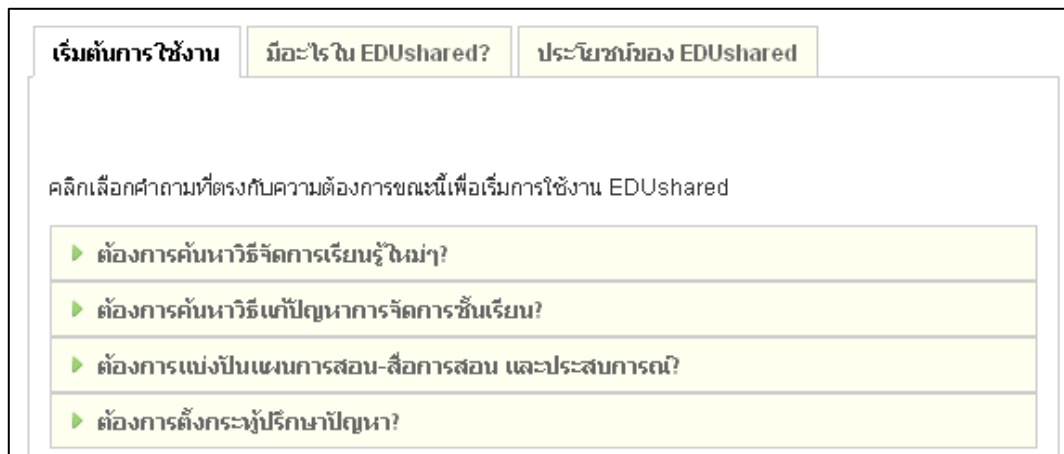 เริ่มต้นการใช้งาน มีอะไรใน EDUshared? ประโยชน์ของ EDUshared
คลิกเลือกคำถามที่ตรงกับความต้องการขณะนี้เพื่อเริ่มการใช้งาน EDUshared
ต้องการค้นหาวิธีจัดการเรียนรู้ใหม่ๆ?
ต้องการค้นหาวิธีแก้ปัญหาการจัดการชั้นเรียน?
ต้องการแบ่งปันแผนการสอน-สื่อการสอน และประสบการณ์?
ต้องการตั้งกระทู้ปรึกษาปัญหา?